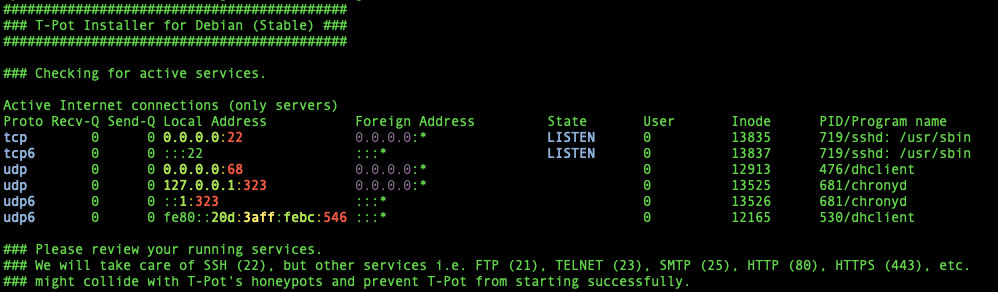 ###########################################
### T-Pot Installer for Debian (Stable) ###
###########################################
### Checking for active services.
Active Internet connections (only servers)
Proto Recv-Q Send-Q Local Address           Foreign Address         State       User       Inode      PID/Program name
tcp        0      0 0.0.0.0:22              0.0.0.0:*               LISTEN      0          13835      719/sshd: /usr/sbin
tcp6       0      0 :::22                   :::*                    LISTEN      0          13837      719/sshd: /usr/sbin
udp        0      0 0.0.0.0:68              0.0.0.0:*                           0          12913      476/dhclient
udp        0      0 127.0.0.1:323           0.0.0.0:*                           0          13525      681/chronyd
udp6       0      0 ::1:323                 :::*                                0          13526      681/chronyd
udp6       0      0 fe80::20d:3aff:febc:546 :::*                                0          12165      530/dhclient
### Please review your running services.
### We will take care of SSH (22), but other services i.e. FTP (21), TELNET (23), SMTP (25), HTTP (80), HTTPS (443), etc.
### might collide with T-Pot's honeypots and prevent T-Pot from starting successfully.